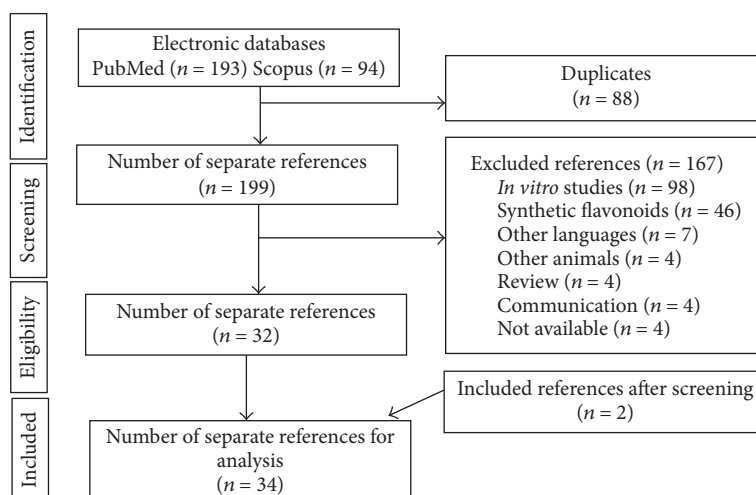 Identification
Electronic databases
PubMed (n = 193) Scopus (n = 94)
Duplicates
(n = 88)
Screening
Number of separate references
(n = 199)
Excluded references (n = 167)
In vitro studies (n = 98)
Synthetic flavonoids (n = 46)
Other languages (n = 7)
Other animals (n = 4)
Review (n = 4)
Communication (n = 4)
Not available (n = 4)
Eligibility
Number of separate references
(n = 32)
Included references after screening
(n = 2)
Included
Number of separate references for
analysis
(n = 34)